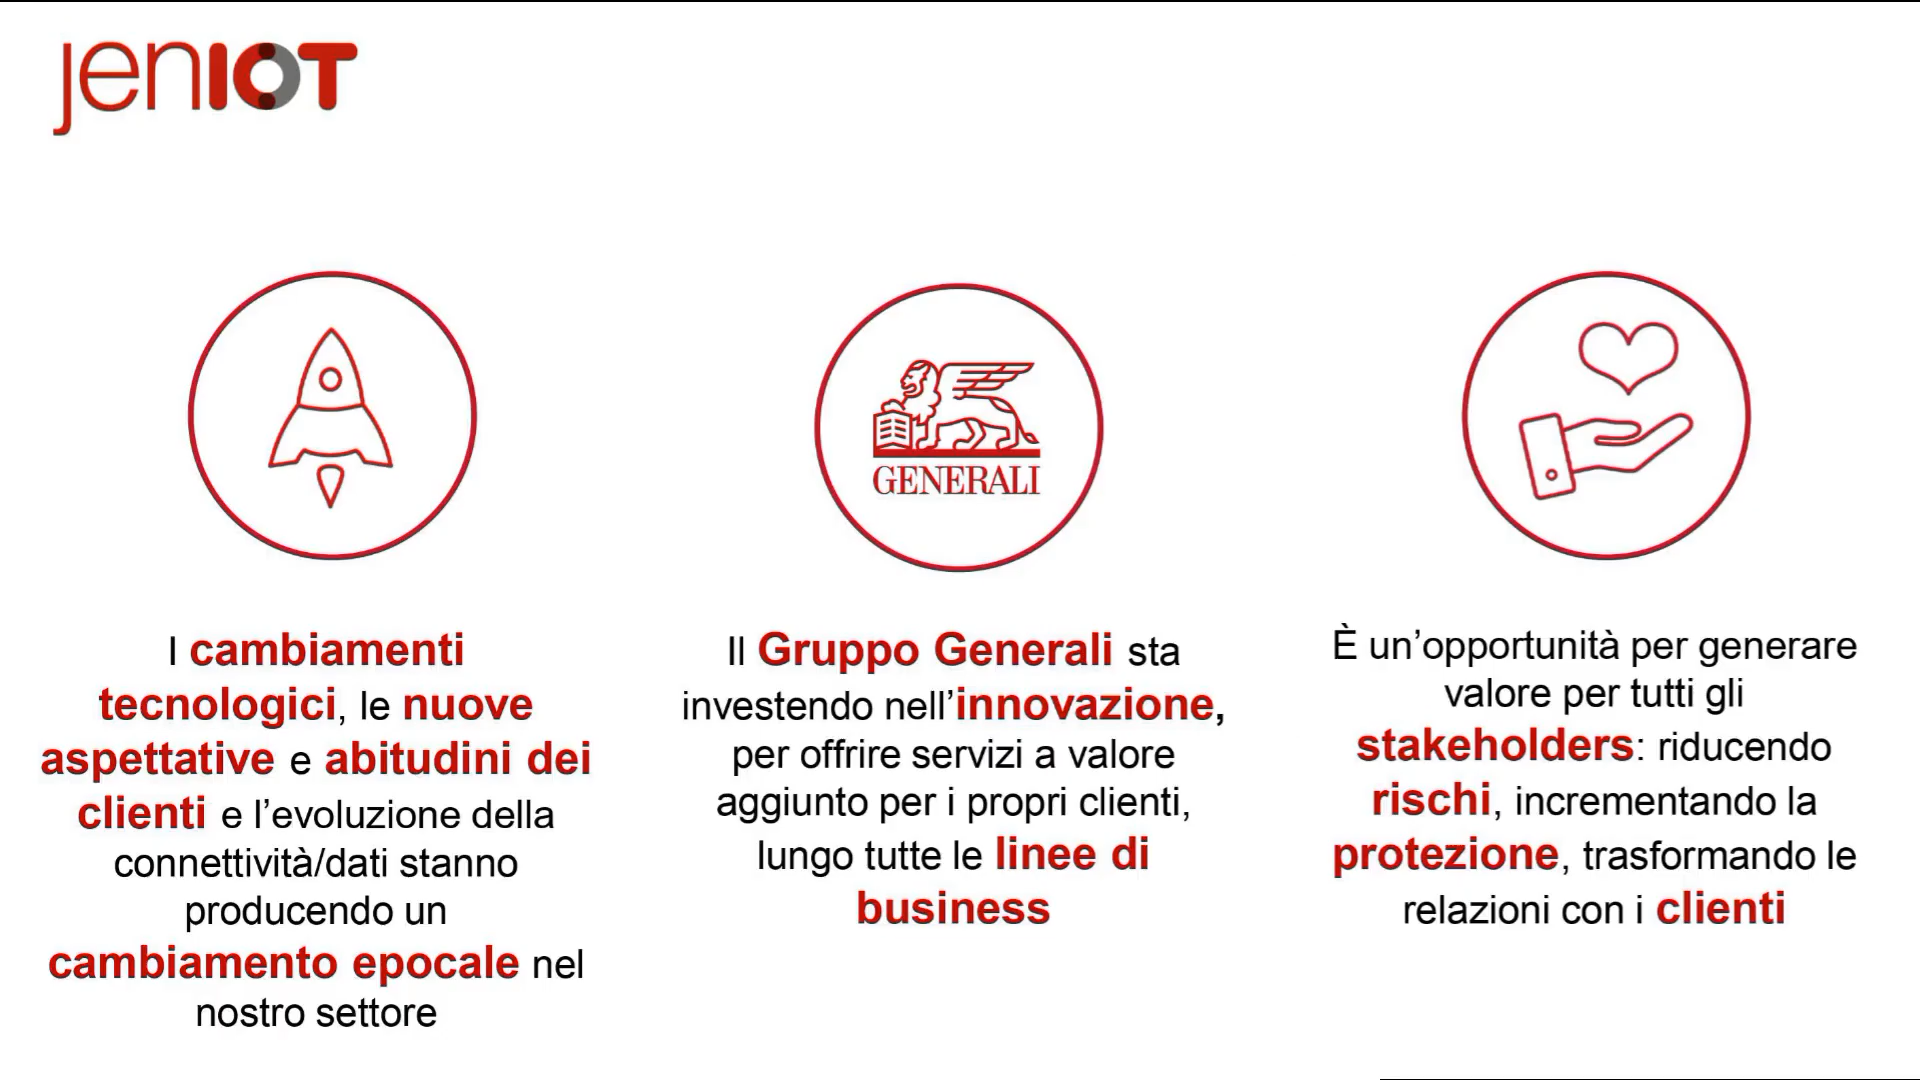 jenIOT
I cambiamenti
tecnologici, le nuove
aspettative e abitudini dei
clienti e l’evoluzione della
connettività/dati stanno
producendo un
cambiamento epocale nel
nostro settore
GENERALI
Il Gruppo Generali sta
investendo nell’innovazione,
per offrire servizi a valore
aggiunto per i propri clienti,
lungo tutte le linee di
business
È un’opportunità per generare
valore per tutti gli
stakeholders: riducendo
rischi, incrementando la
protezione, trasformando le
relazioni con i clienti